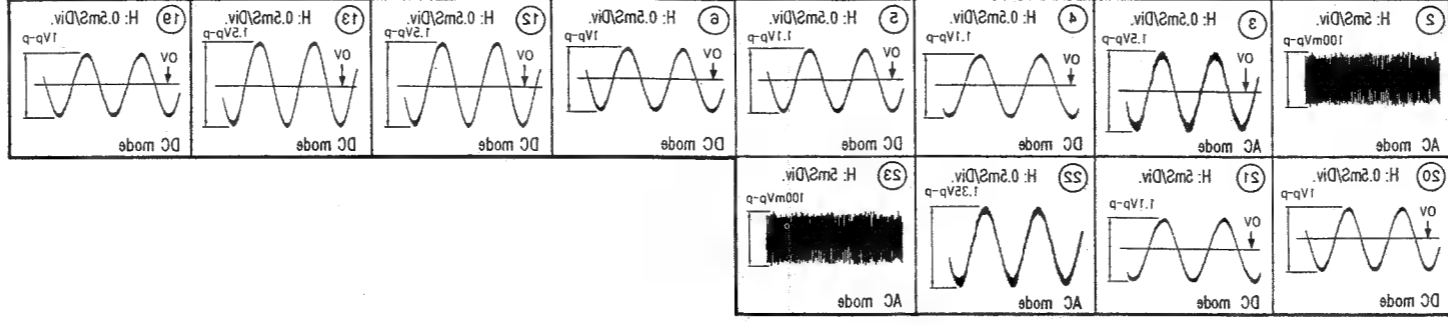 2 H: 5mS/Div.
100mVp-p
AC mode
3 H: 0.5mS/Div.
1.5Vp-p
0V
AC mode
4 H: 0.5mS/Div.
1.1Vp-p
0V
DC mode
5 H: 0.5mS/Div.
1.1Vp-p
0V
DC mode
6 H: 0.5mS/Div.
1Vp-p
0V
DC mode
12 H: 0.5mS/Div.
1.5Vp-p
0V
DC mode
13 H: 0.5mS/Div.
1.5Vp-p
0V
DC mode
19 H: 0.5mS/Div.
1Vp-p
0V
DC mode
20 H: 0.5mS/Div.
1Vp-p
0V
DC mode
21 H: 5mS/Div.
1.1Vp-p
0V
DC mode
22 H: 0.5mS/Div.
1.35Vp-p
AC mode
23 H: 5mS/Div.
100mVp-p
AC mode